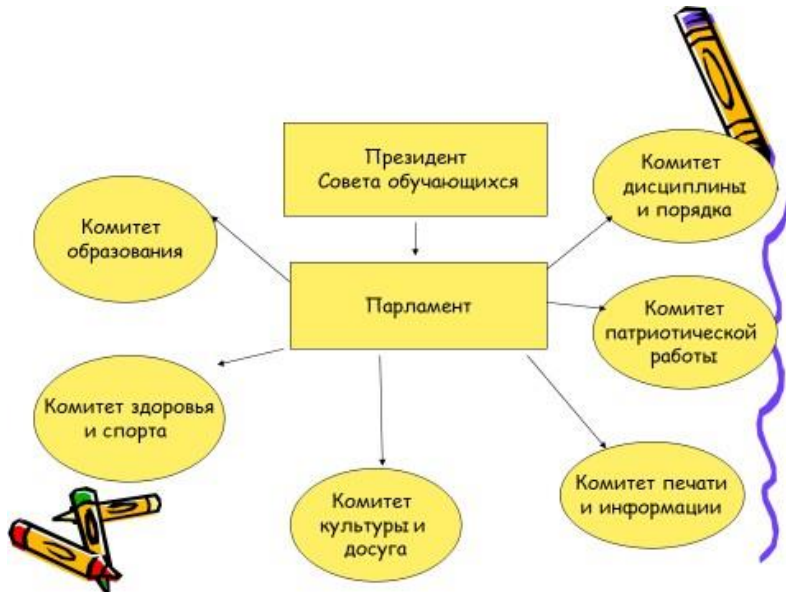 Президент
Совета обучающихся
Комитет
дисциплины
и порядка
Комитет
образования
Парламент
Комитет
патриотической
работы
Комитет здоровья
и спорта
Комитет
культуры и
досуга
Комитет печати
и информации